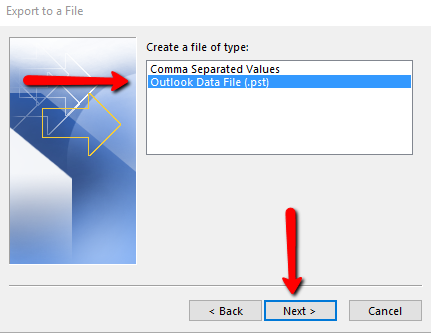 Export to a File
Create a file of type:
Comma Separated Values
Outlook Data File (.pst)
< Back
Next >
Cancel